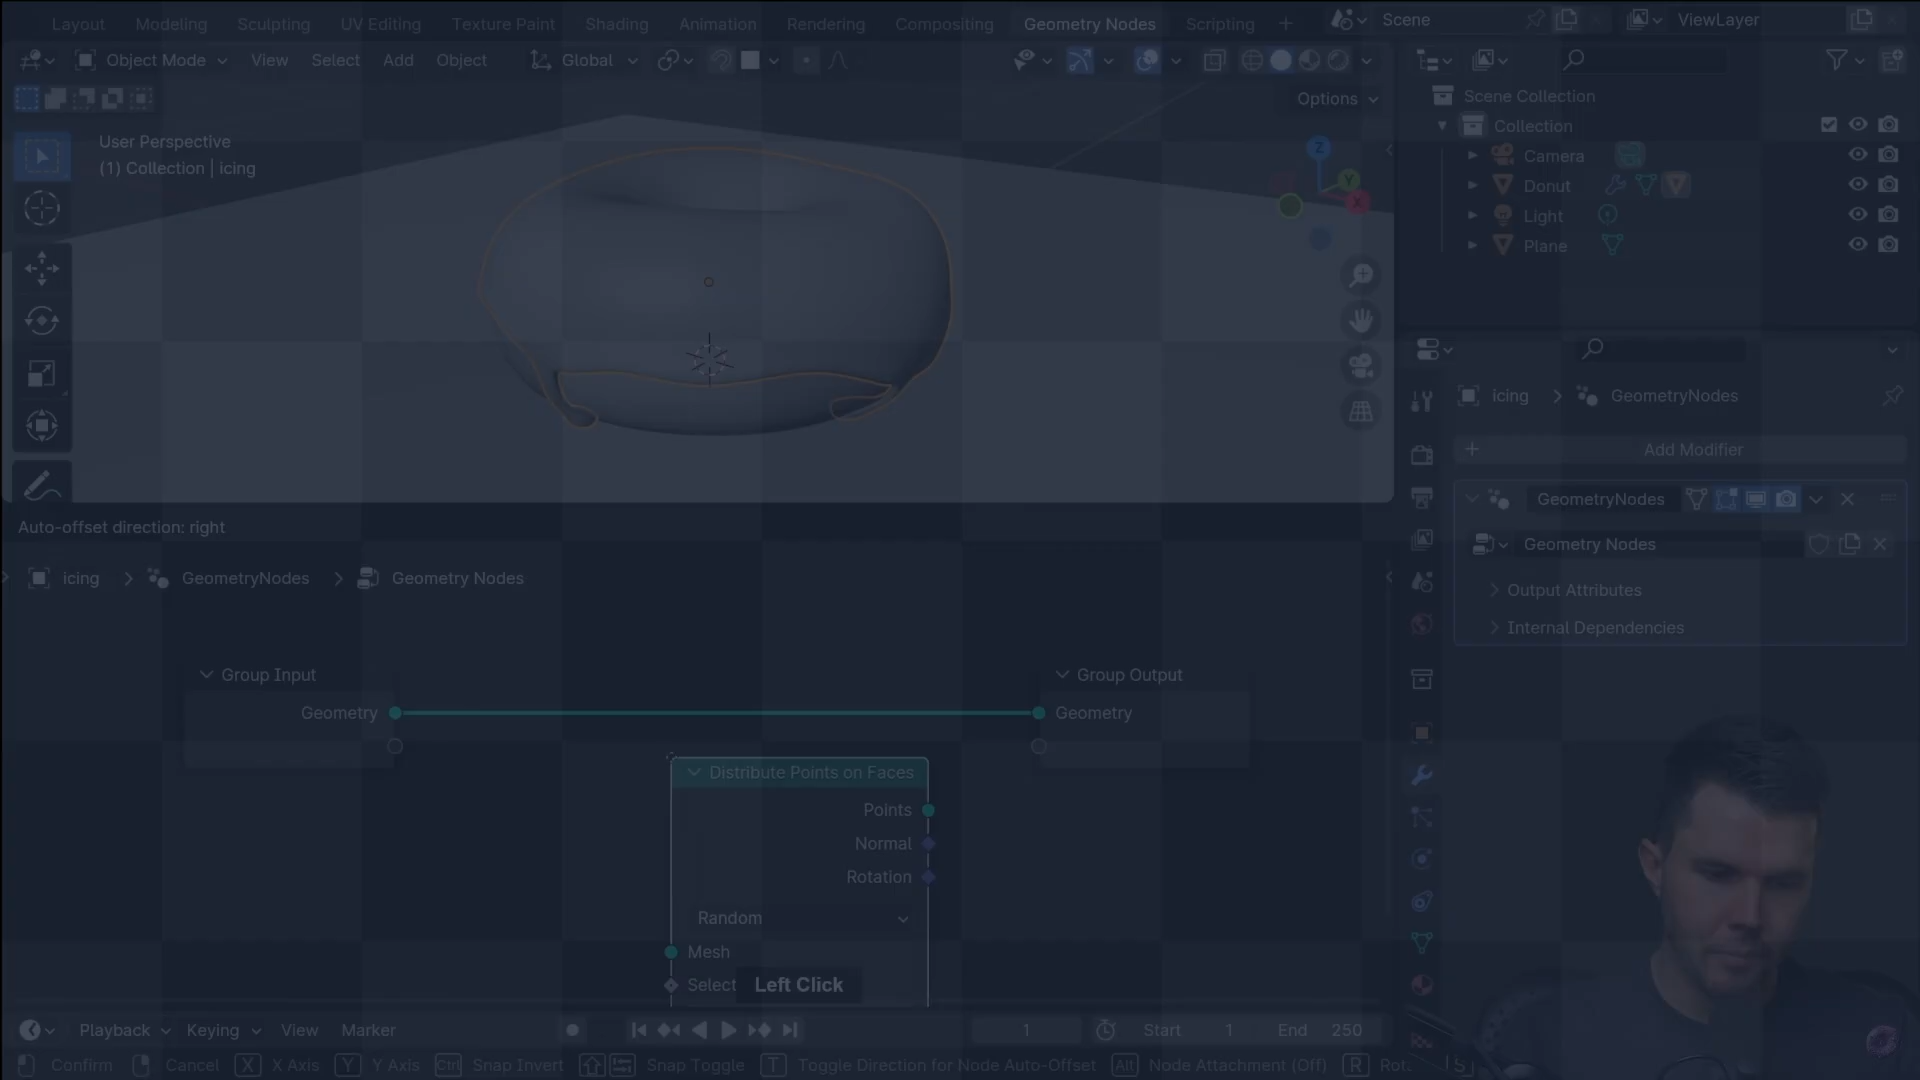 Layout Modeling Sculpting UV Editing Texture Paint Shading Animation Rendering Compositing Geometry Nodes Scripting + Scene ViewLayer
Object Mode View Select Add Object Global
Options
User Perspective
(1) Collection | icing
Z
Y
X
Scene Collection
Collection
Camera
Donut
Light
Plane
icing > GeometryNodes
+ Add Modifier
GeometryNodes
Geometry Nodes
Output Attributes
Internal Dependencies
Auto-offset direction: right
icing > GeometryNodes > Geometry Nodes
Group Input
Geometry
Group Output
Geometry
Distribute Points on Faces
Points
Normal
Rotation
Random
Mesh
Select
Left Click
Playback Keying View Marker 1 Start 1 End 250
Confirm Cancel X X Axis Y Y Axis Ctrl Snap Invert Snap Toggle T Toggle Direction for Node Auto-Offset Alt Node Attachment (Off) R S